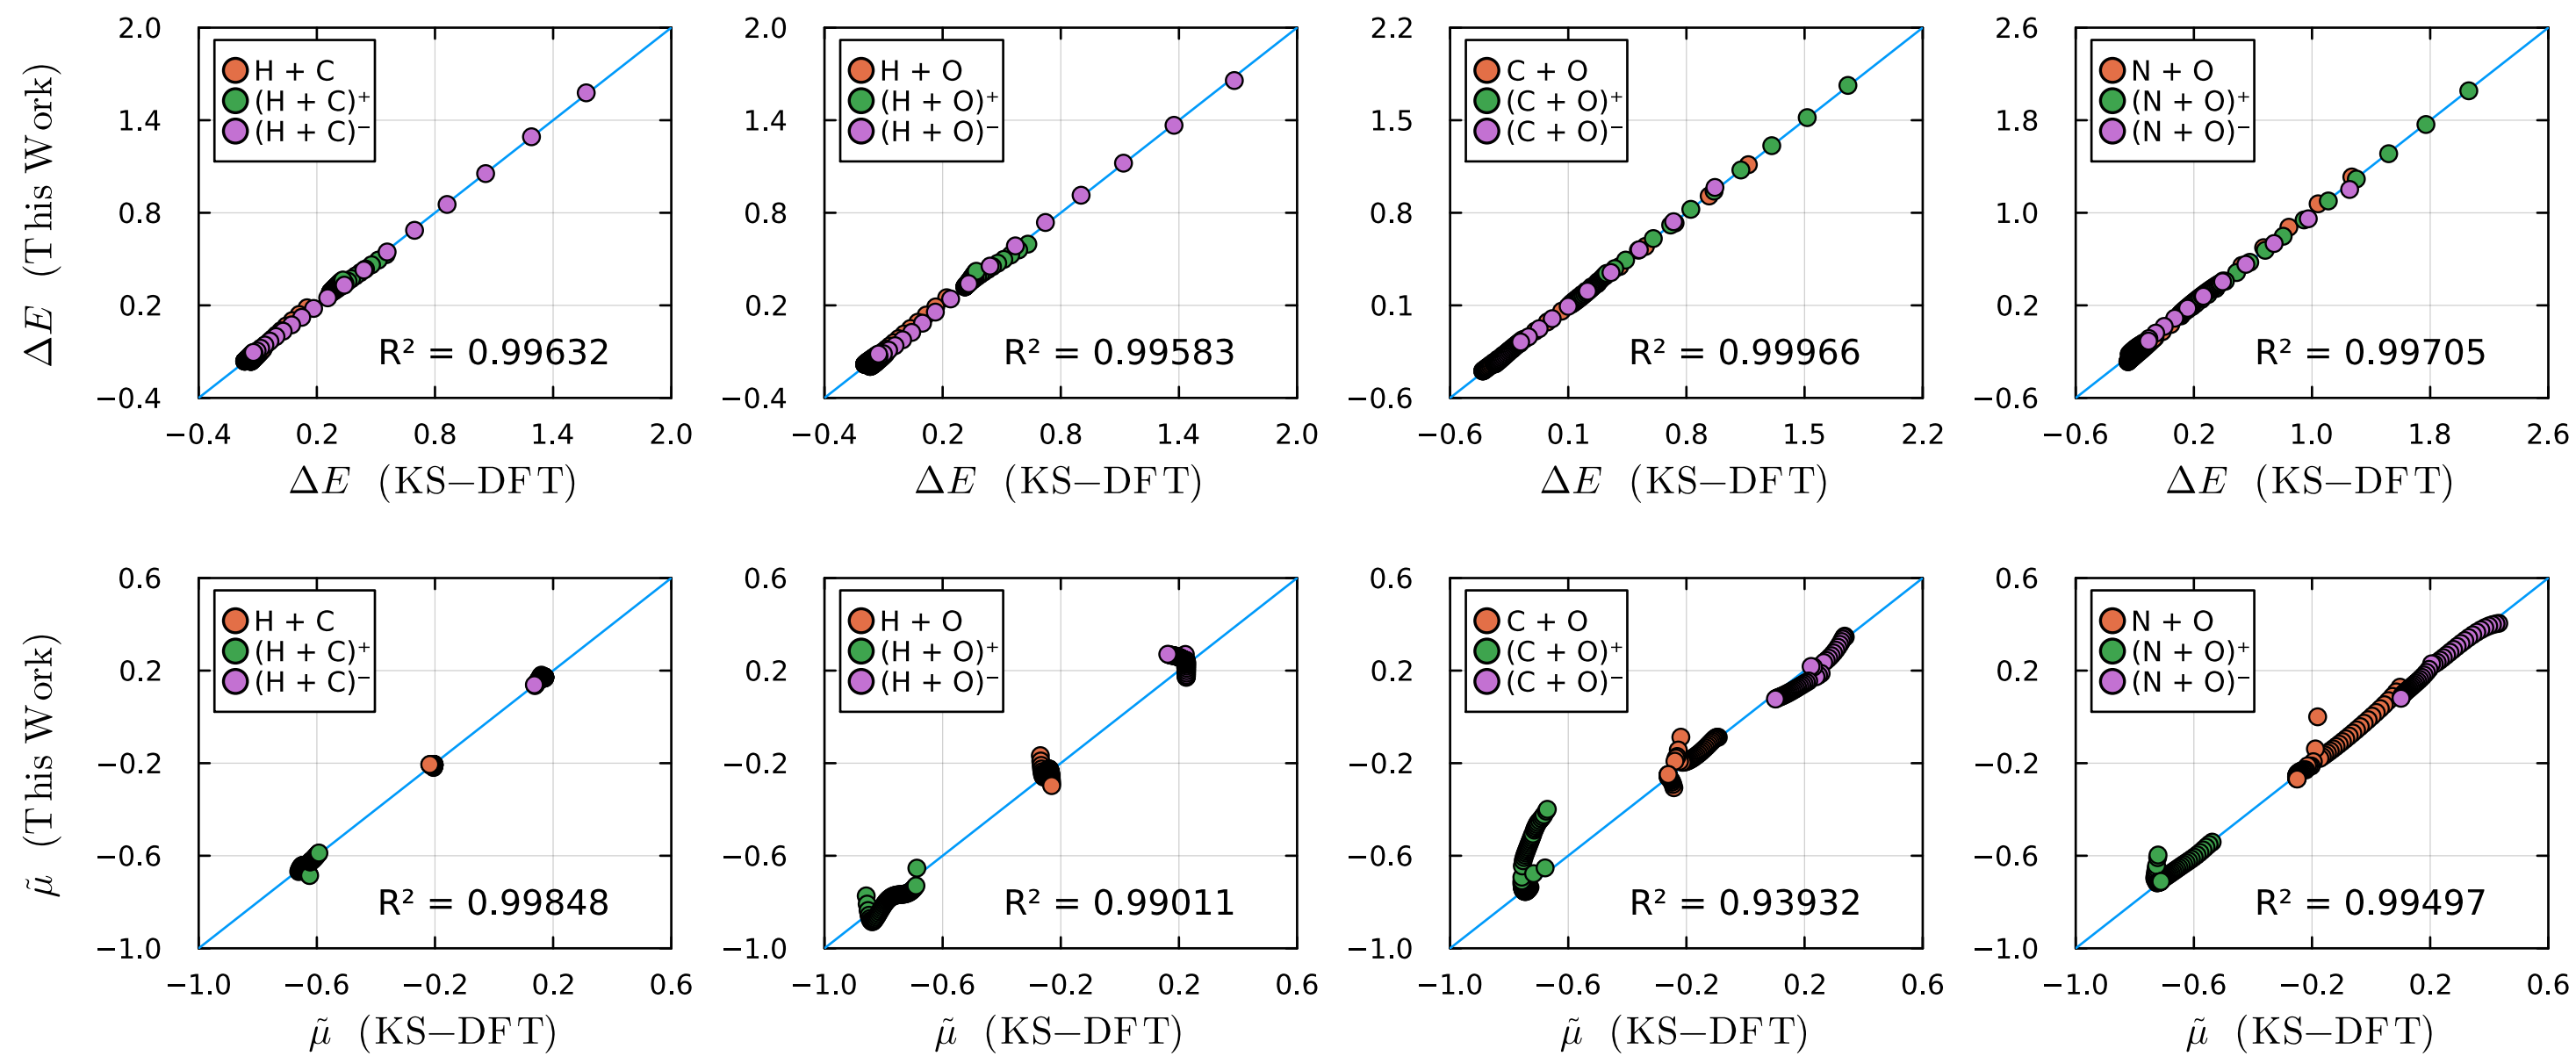 ΔE (This Work)
2.0
1.4
0.8
0.2
−0.4
H + C
(H + C)⁺
(H + C)⁻
R² = 0.99632
−0.4 0.2 0.8 1.4 2.0
ΔE (KS−DFT)
2.0
1.4
0.8
0.2
−0.4
H + O
(H + O)⁺
(H + O)⁻
R² = 0.99583
−0.4 0.2 0.8 1.4 2.0
ΔE (KS−DFT)
2.2
1.5
0.8
0.1
−0.6
C + O
(C + O)⁺
(C + O)⁻
R² = 0.99966
−0.6 0.1 0.8 1.5 2.2
ΔE (KS−DFT)
2.6
1.8
1.0
0.2
−0.6
N + O
(N + O)⁺
(N + O)⁻
R² = 0.99705
−0.6 0.2 1.0 1.8 2.6
ΔE (KS−DFT)
μ̃ (This Work)
0.6
0.2
−0.2
−0.6
−1.0
H + C
(H + C)⁺
(H + C)⁻
R² = 0.99848
−1.0 −0.6 −0.2 0.2 0.6
μ̃ (KS−DFT)
0.6
0.2
−0.2
−0.6
−1.0
H + O
(H + O)⁺
(H + O)⁻
R² = 0.99011
−1.0 −0.6 −0.2 0.2 0.6
μ̃ (KS−DFT)
0.6
0.2
−0.2
−0.6
−1.0
C + O
(C + O)⁺
(C + O)⁻
R² = 0.93932
−1.0 −0.6 −0.2 0.2 0.6
μ̃ (KS−DFT)
0.6
0.2
−0.2
−0.6
−1.0
N + O
(N + O)⁺
(N + O)⁻
R² = 0.99497
−1.0 −0.6 −0.2 0.2 0.6
μ̃ (KS−DFT)